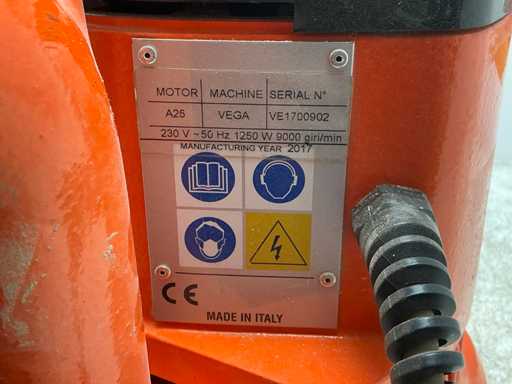 MOTOR MACHINE SERIAL N°
A25 VEGA VE1700902
230 V ~ 50 Hz 1250 W 9000 giri/min
MANUFACTURING YEAR 2017
CE
MADE IN ITALY